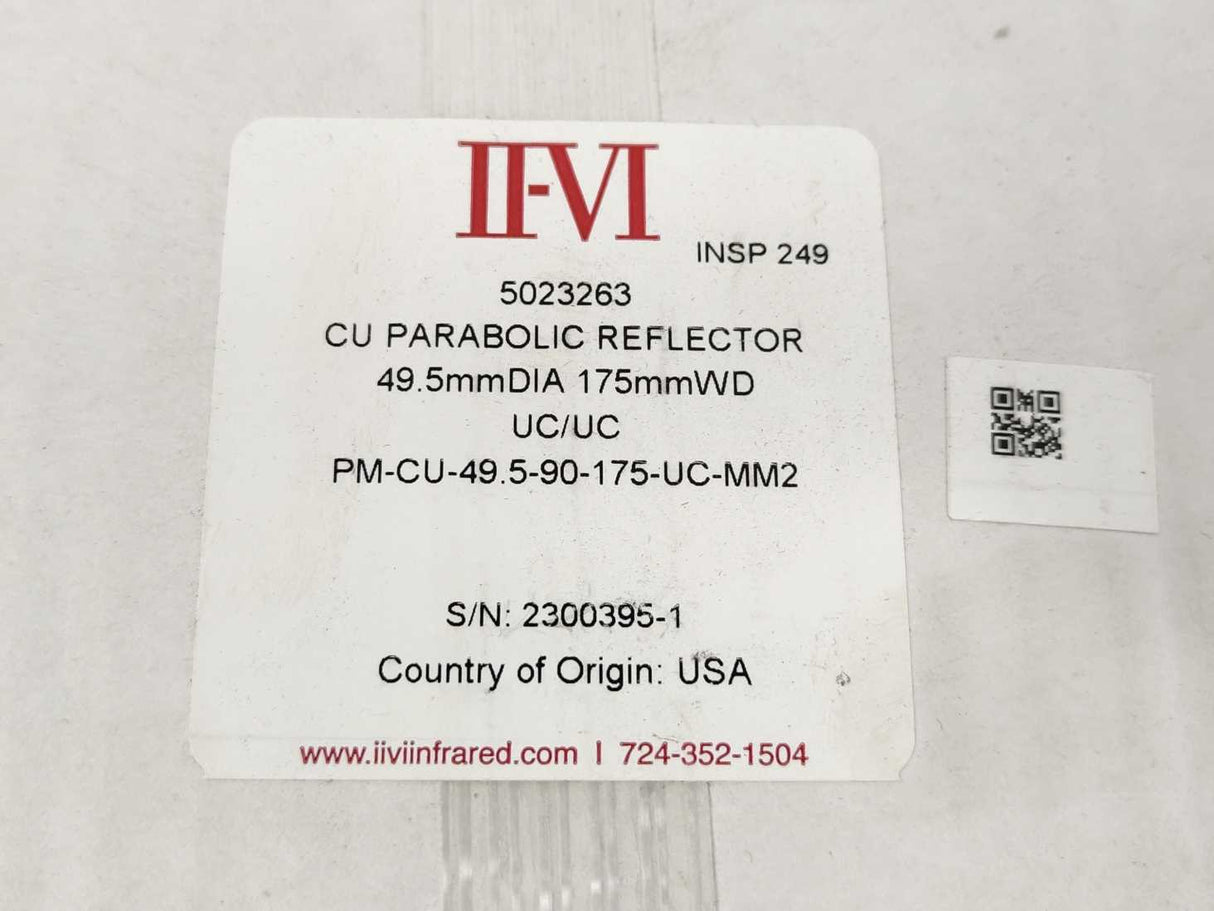 II-VI
INSP 249
5023263
CU PARABOLIC REFLECTOR
49.5mmDIA 175mmWD
UC/UC
PM-CU-49.5-90-175-UC-MM2
S/N: 2300395-1
Country of Origin: USA
www.iiviinfrared.com | 724-352-1504